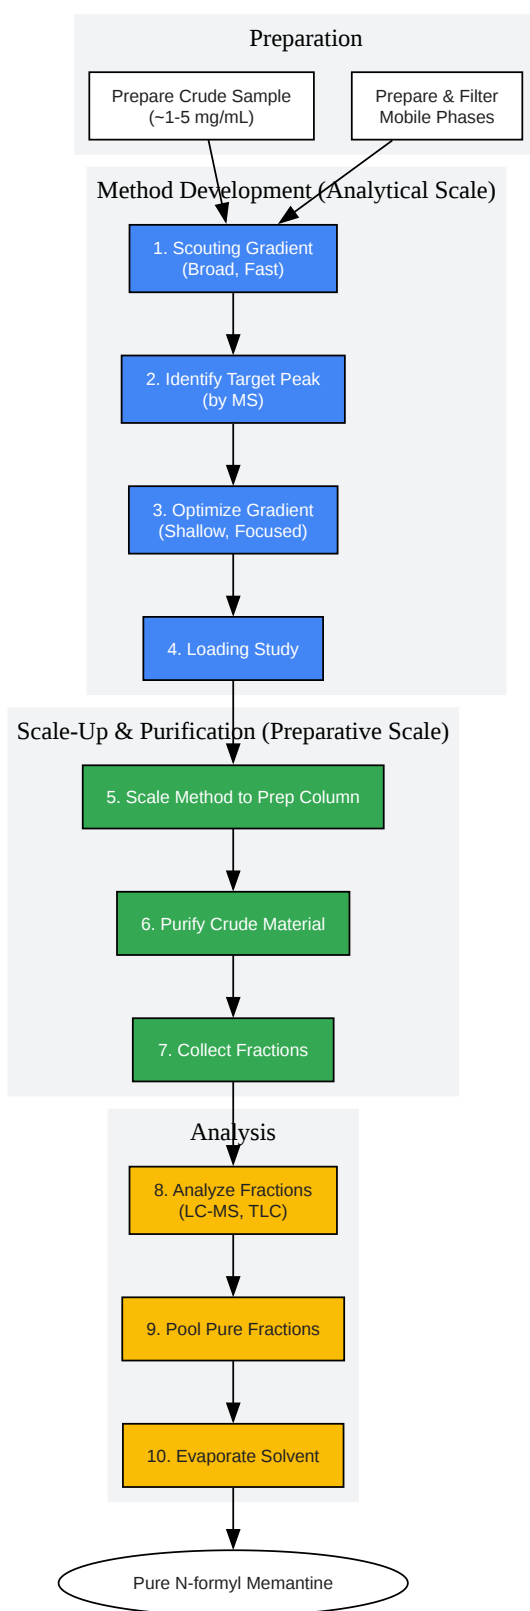 Preparation
Prepare Crude Sample
(~1-5 mg/mL)
Prepare & Filter
Mobile Phases
Method Development (Analytical Scale)
1. Scouting Gradient
(Broad, Fast)
2. Identify Target Peak
(by MS)
3. Optimize Gradient
(Shallow, Focused)
4. Loading Study
Scale-Up & Purification (Preparative Scale)
5. Scale Method to Prep Column
6. Purify Crude Material
7. Collect Fractions
Analysis
8. Analyze Fractions
(LC-MS, TLC)
9. Pool Pure Fractions
10. Evaporate Solvent
Pure N-formyl Memantine